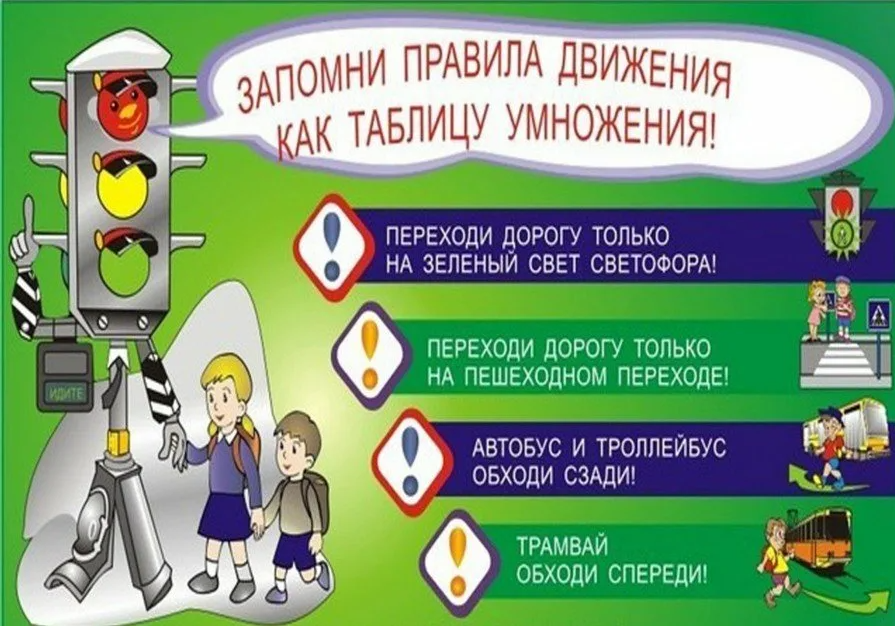 ЗАПОМНИ ПРАВИЛА ДВИЖЕНИЯ
КАК ТАБЛИЦУ УМНОЖЕНИЯ!
ПЕРЕХОДИ ДОРОГУ ТОЛЬКО
НА ЗЕЛЕНЫЙ СВЕТ СВЕТОФОРА!
ПЕРЕХОДИ ДОРОГУ ТОЛЬКО
НА ПЕШЕХОДНОМ ПЕРЕХОДЕ!
АВТОБУС И ТРОЛЛЕЙБУС
ОБХОДИ СЗАДИ!
ТРАМВАЙ
ОБХОДИ СПЕРЕДИ!
ИДИТЕ